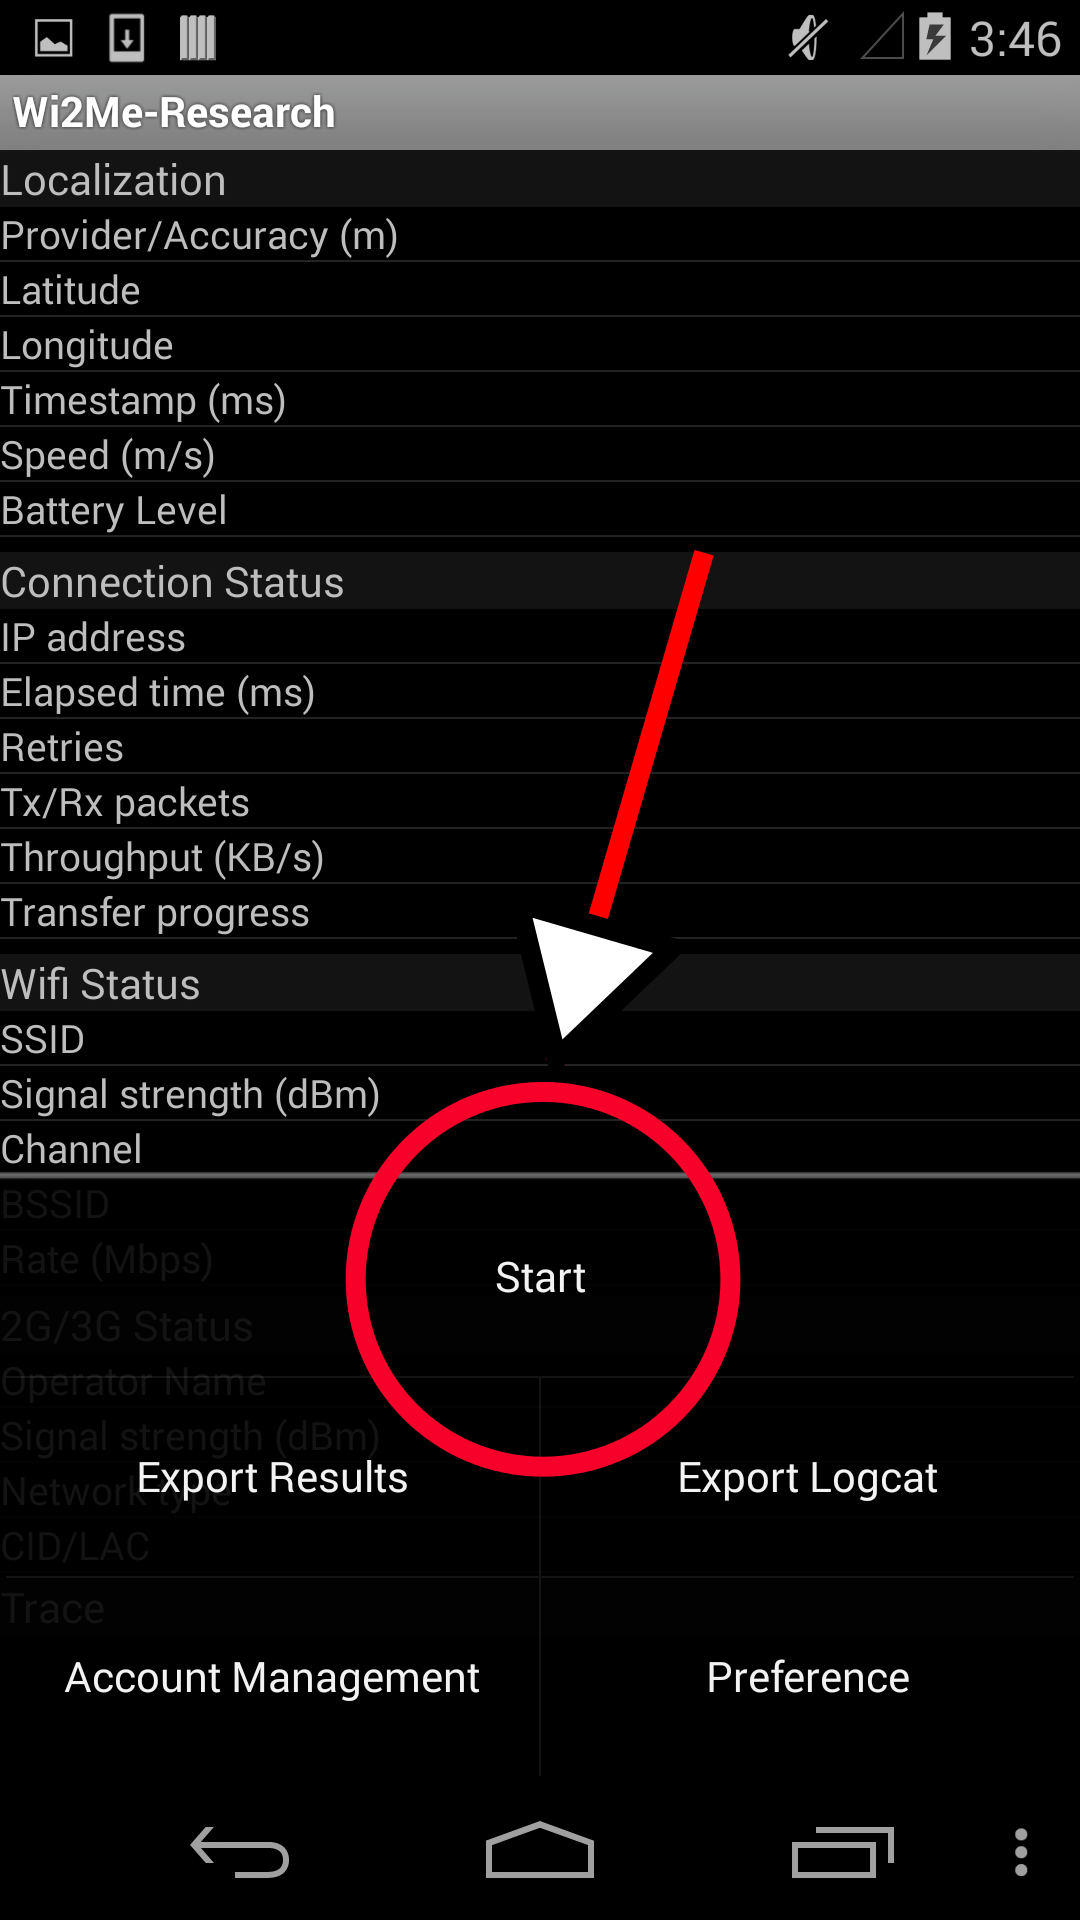 3:46
Wi2Me-Research
Localization
Provider/Accuracy (m)
Latitude
Longitude
Timestamp (ms)
Speed (m/s)
Battery Level
Connection Status
IP address
Elapsed time (ms)
Retries
Tx/Rx packets
Throughput (KB/s)
Transfer progress
Wifi Status
SSID
Signal strength (dBm)
Channel
BSSID
Rate (Mbps)
Start
2G/3G Status
Operator Name
Signal strength (dBm)
Export Results
Export Logcat
Network type
CID/LAC
Trace
Account Management
Preference